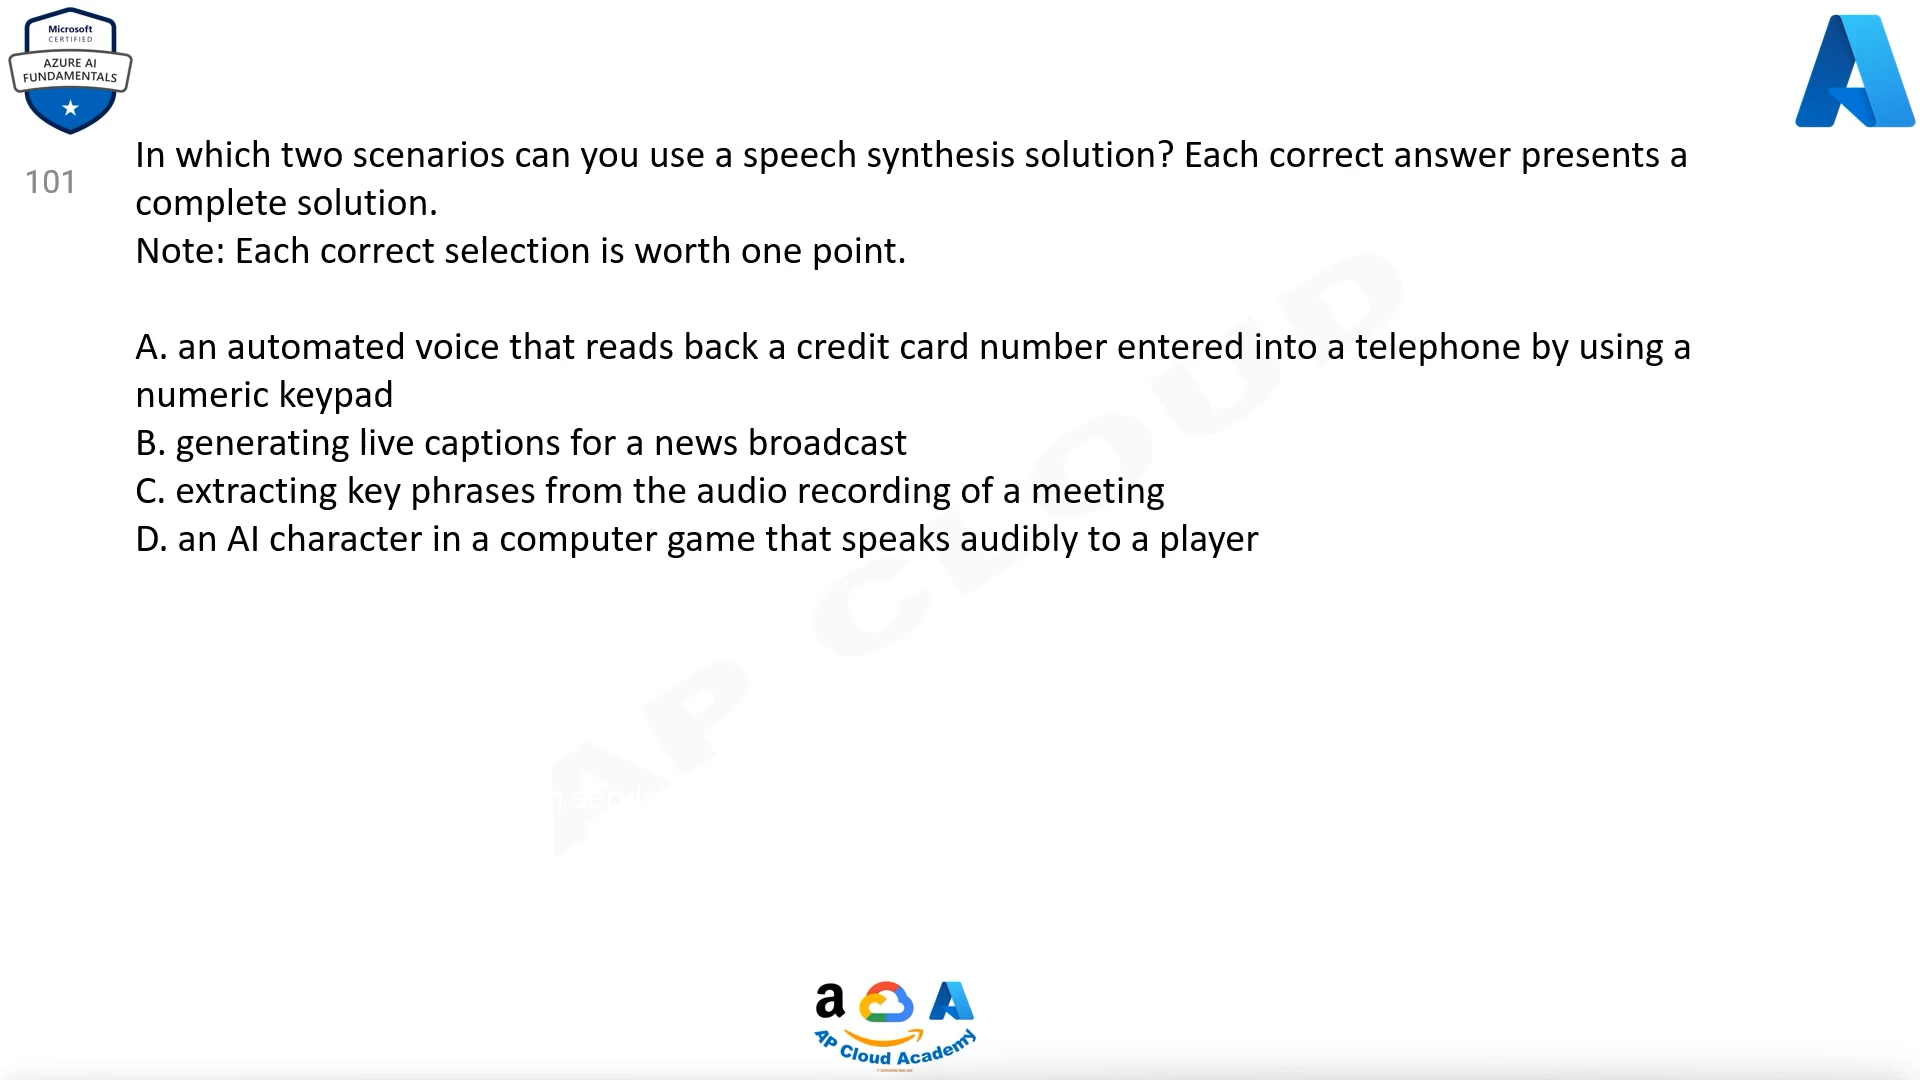 Microsoft
CERTIFIED
AZURE AI
FUNDAMENTALS
101
In which two scenarios can you use a speech synthesis solution? Each correct answer presents a
complete solution.
Note: Each correct selection is worth one point.
A. an automated voice that reads back a credit card number entered into a telephone by using a
numeric keypad
B. generating live captions for a news broadcast
C. extracting key phrases from the audio recording of a meeting
D. an AI character in a computer game that speaks audibly to a player
AP CLOUD
a
AP Cloud Academy